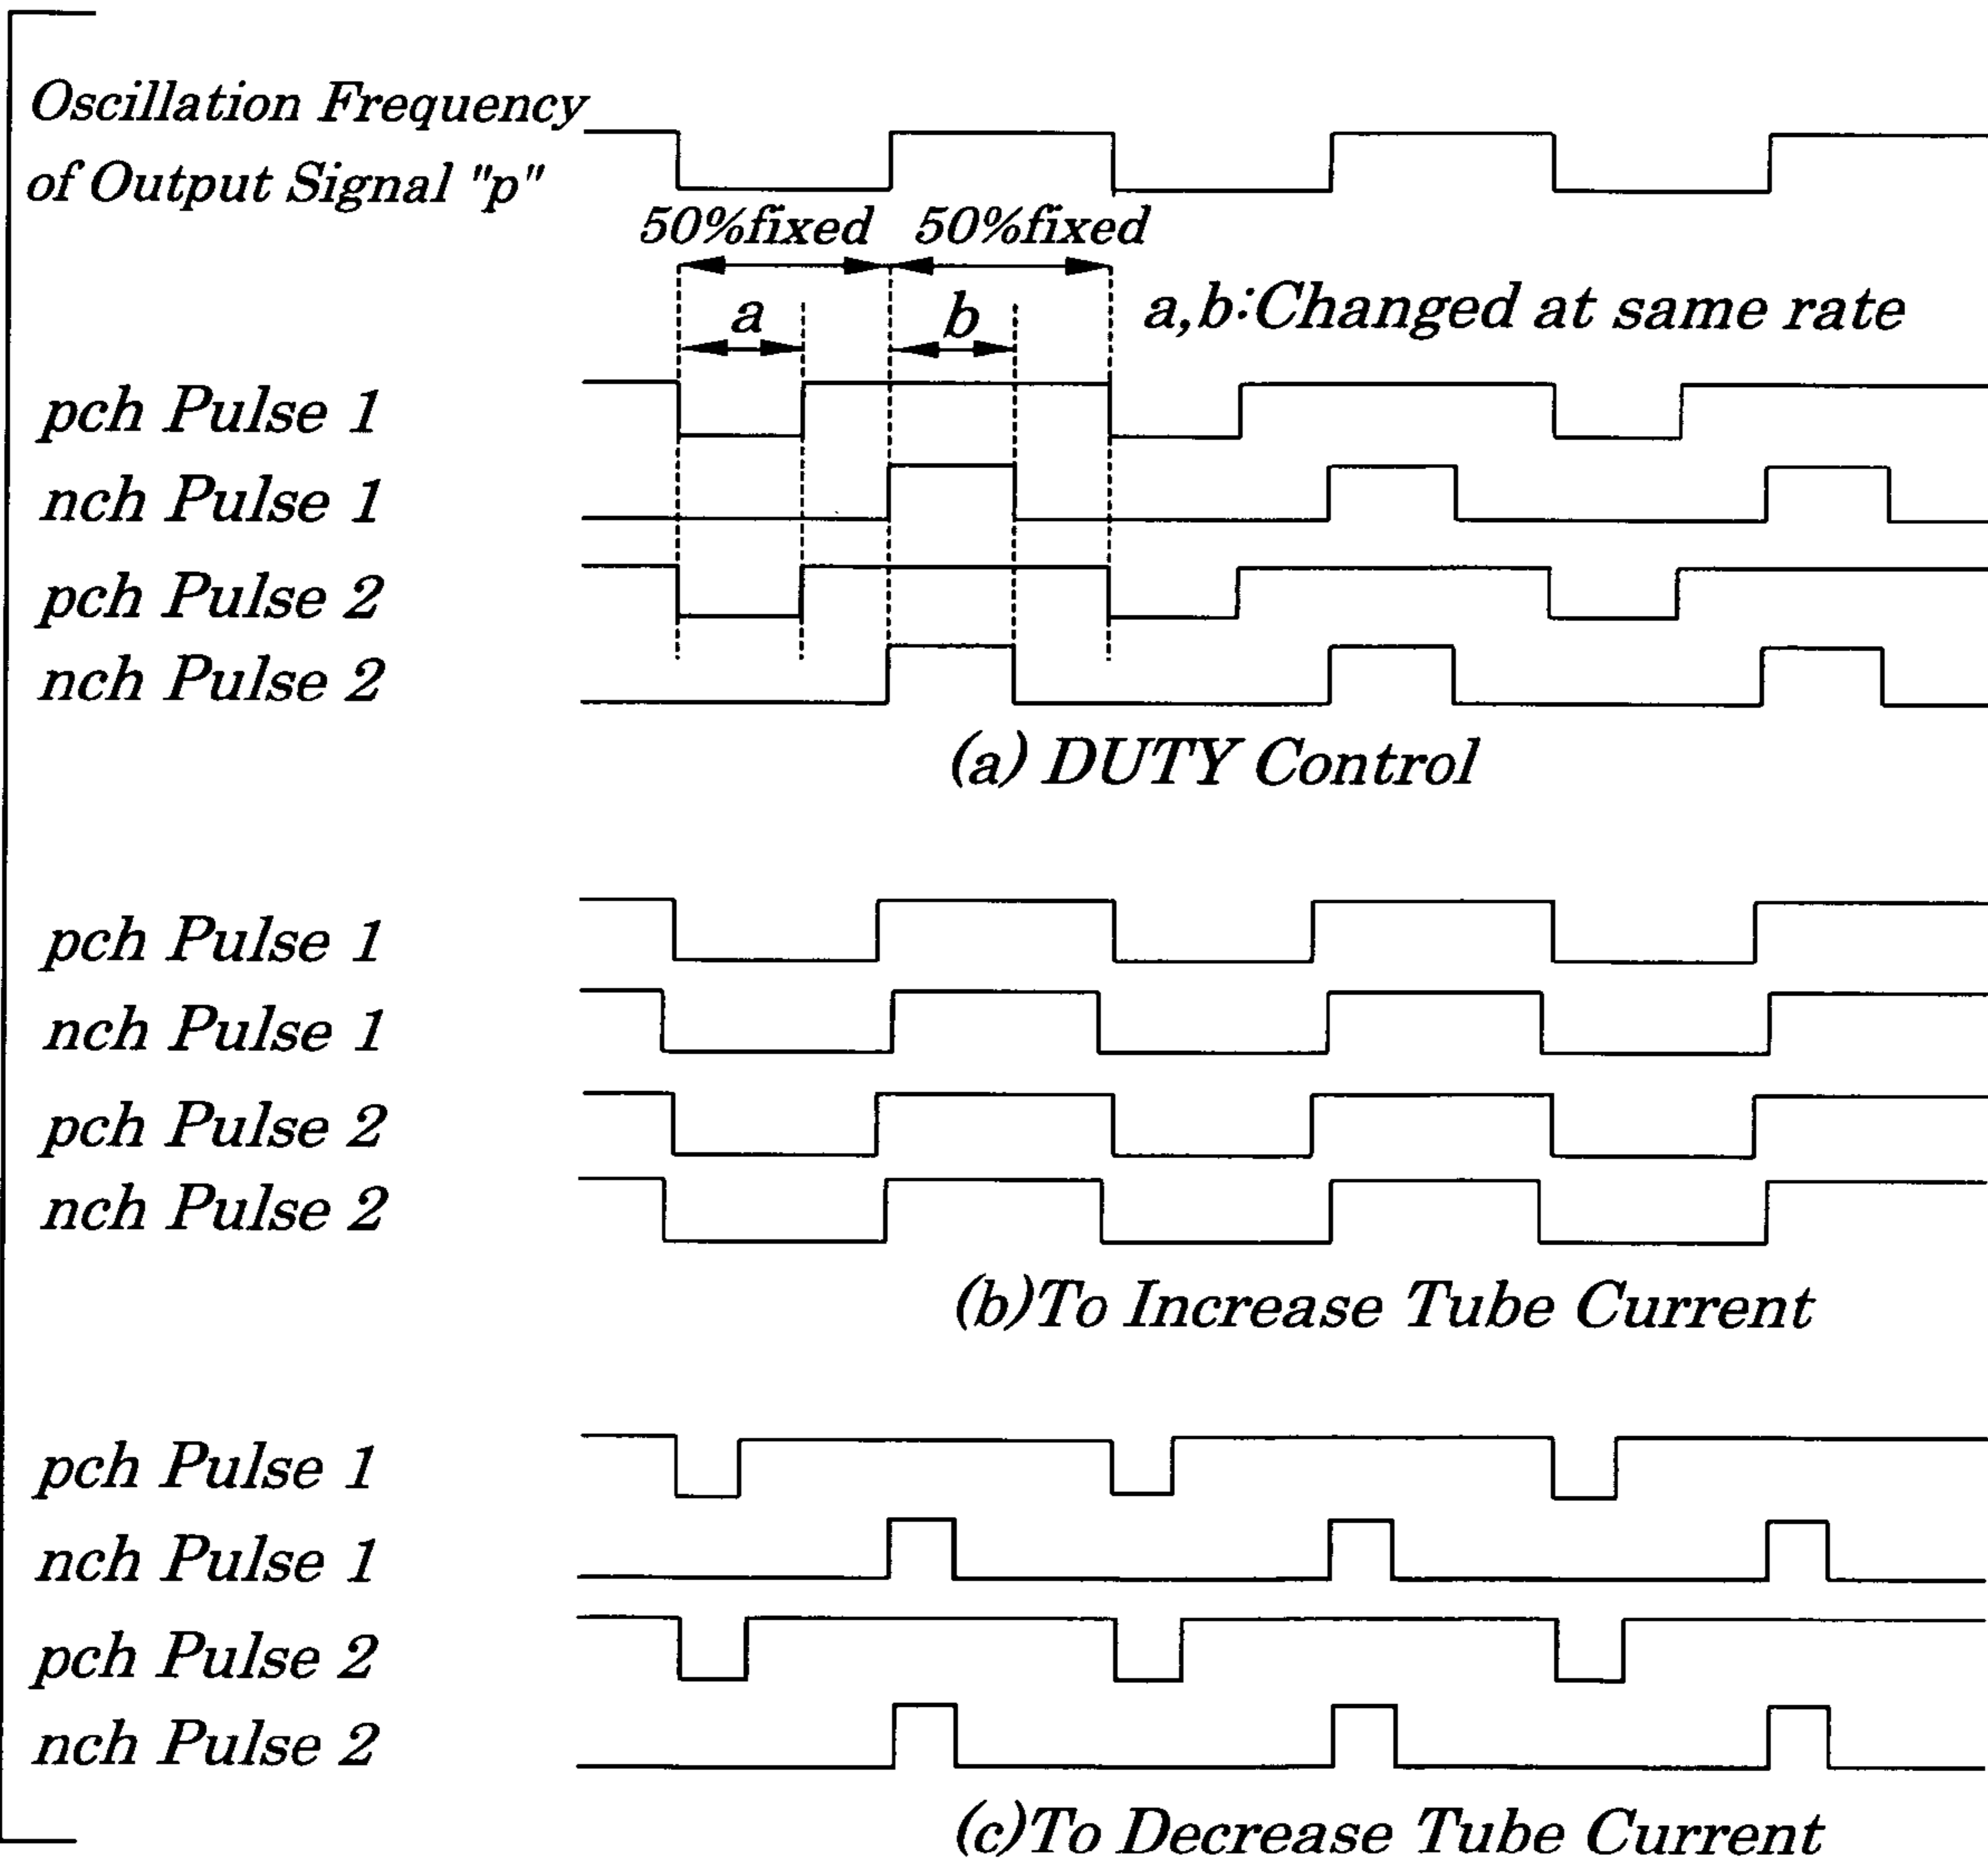 Oscillation Frequency
of Output Signal "p"
50%fixed 50%fixed
a b a,b:Changed at same rate
pch Pulse 1
nch Pulse 1
pch Pulse 2
nch Pulse 2
(a) DUTY Control
pch Pulse 1
nch Pulse 1
pch Pulse 2
nch Pulse 2
(b)To Increase Tube Current
pch Pulse 1
nch Pulse 1
pch Pulse 2
nch Pulse 2
(c)To Decrease Tube Current